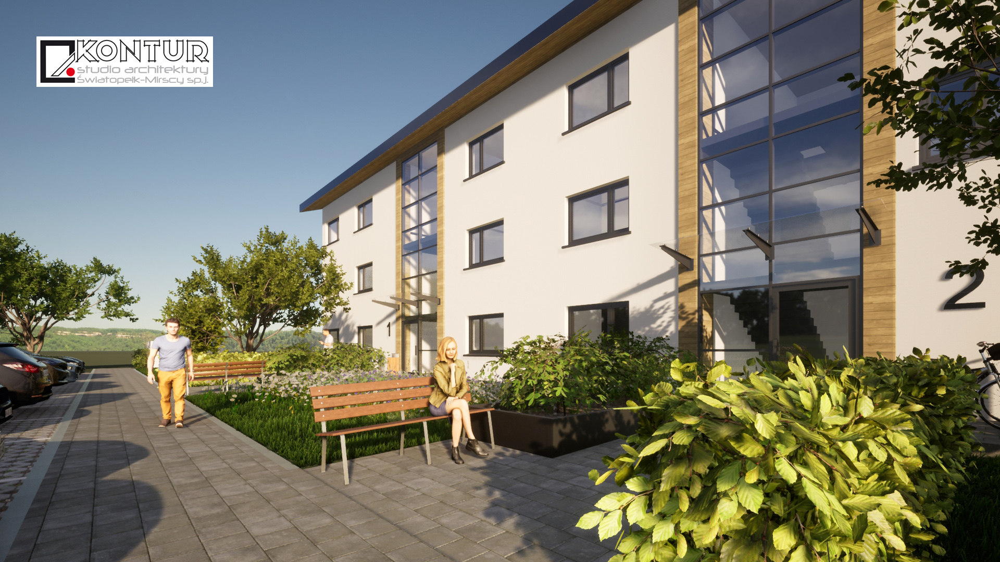 KONTUR
studio architektury
Światopełk-Mirscy sp.j.
1
2